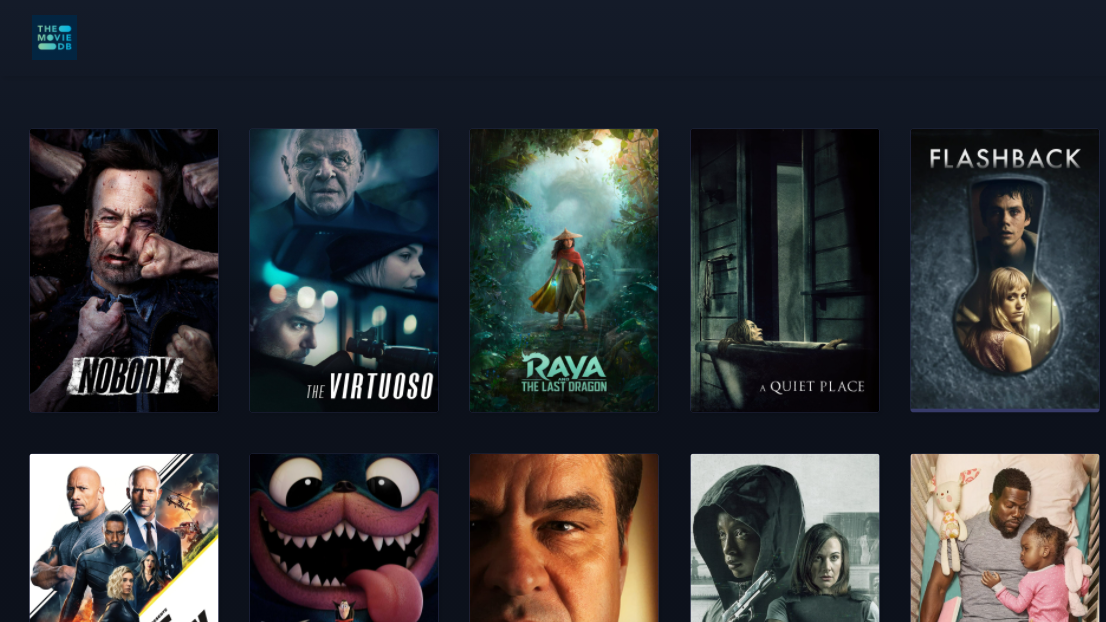 THE
MOVIE
DB
NOBODY
THE VIRTUOSO
RAYA
AND
THE LAST DRAGON
A QUIET PLACE
FLASHBACK